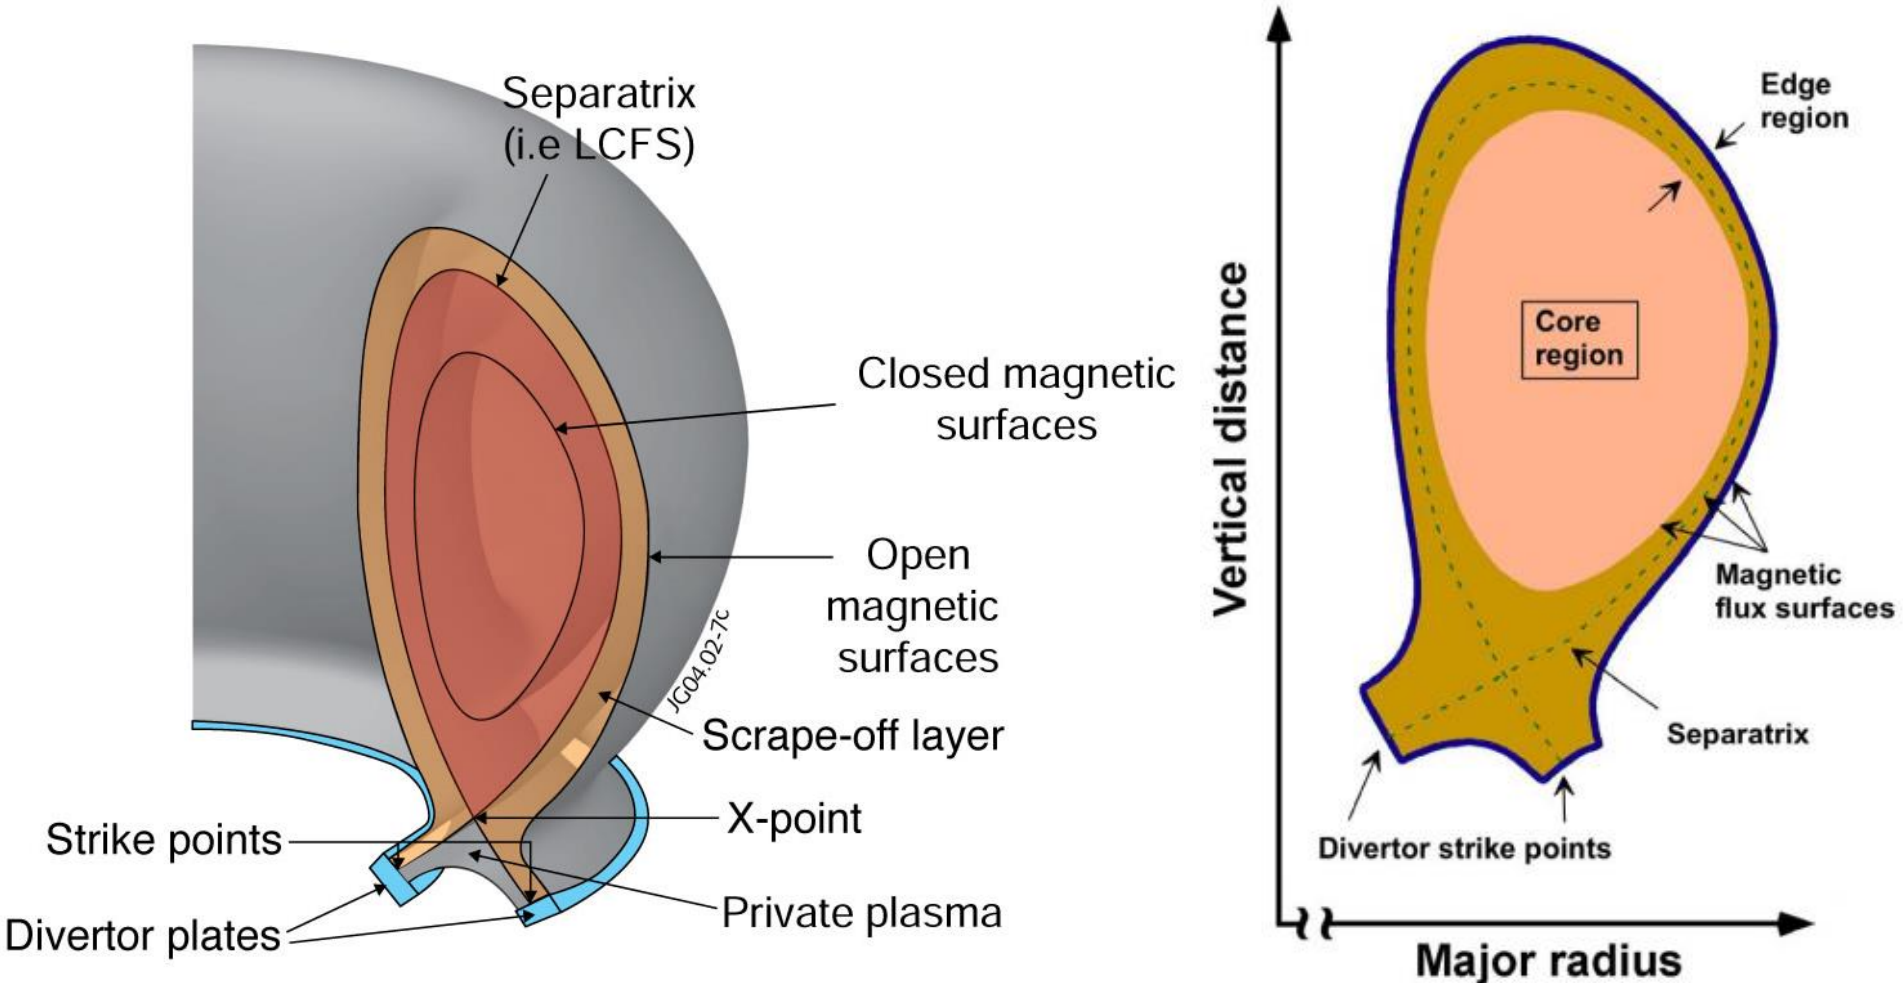 Separatrix
(i.e LCFS)
Closed magnetic
surfaces
Open
magnetic
surfaces
JG04.02-7c
Scrape-off layer
X-point
Strike points
Private plasma
Divertor plates
Vertical distance
Edge
region
Core
region
Magnetic
flux surfaces
Separatrix
Divertor strike points
Major radius